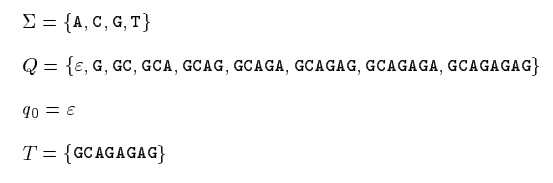 Σ = {A, C, G, T}
Q = {ε, G, GC, GCA, GCAG, GCAGA, GCAGAG, GCAGAGA, GCAGAGAG}
q₀ = ε
T = {GCAGAGAG}